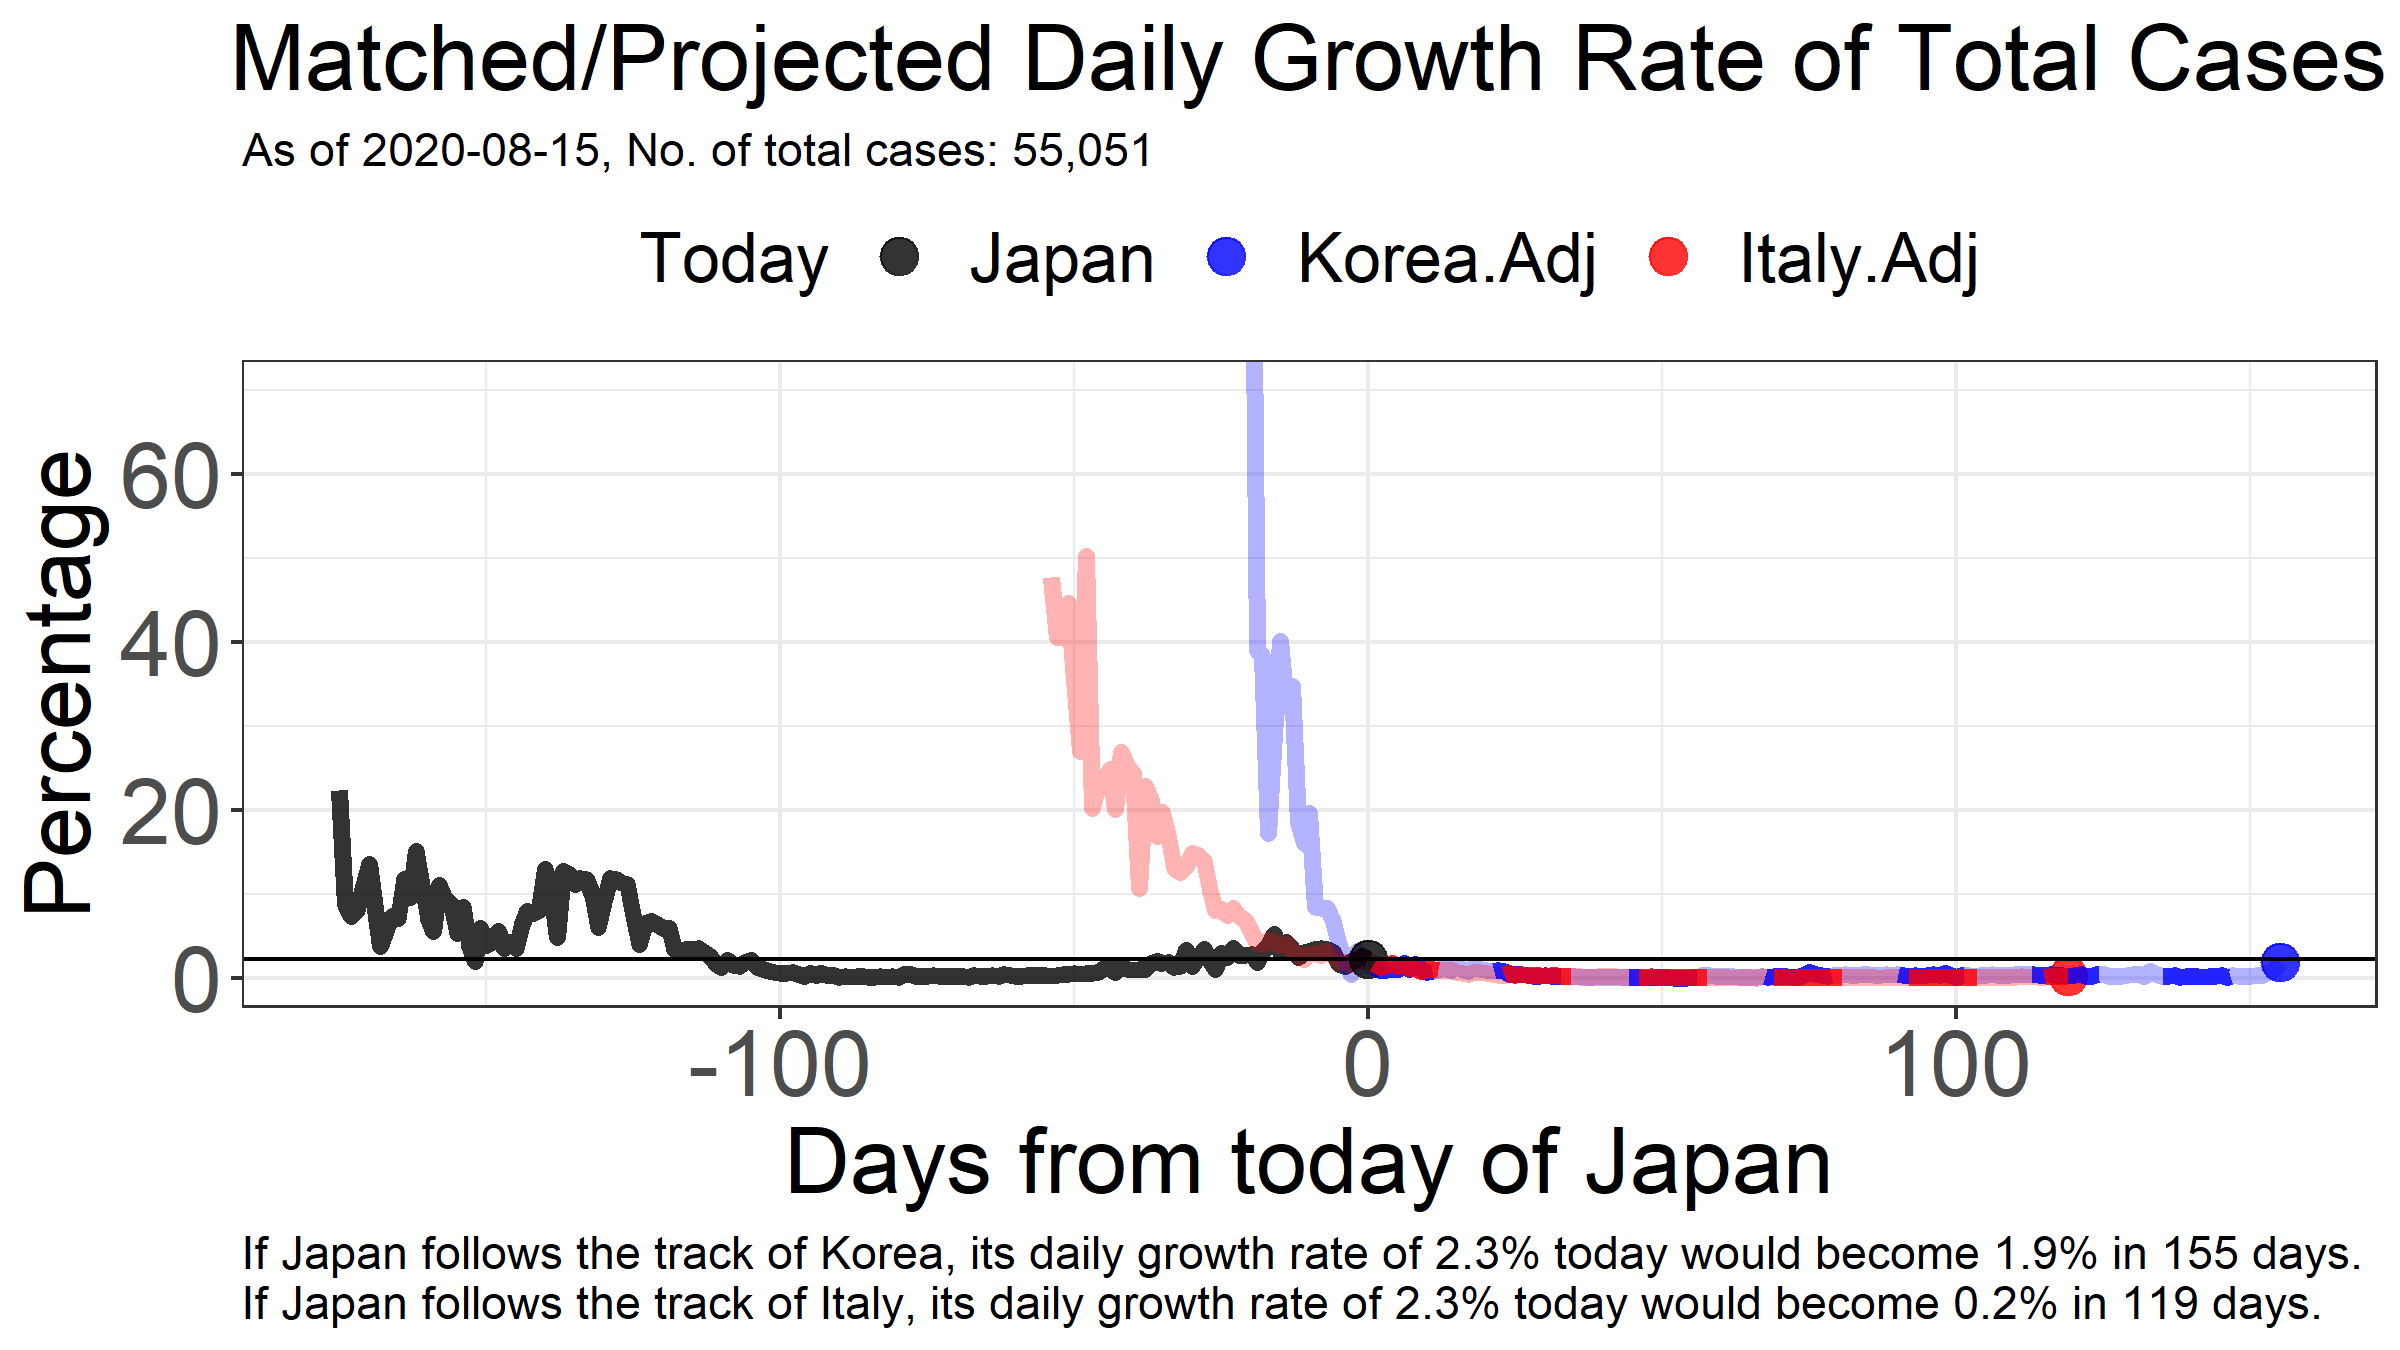 Matched/Projected Daily Growth Rate of Total Cases
As of 2020-08-15, No. of total cases: 55,051
Today Japan Korea.Adj Italy.Adj
Percentage
60
40
20
0
-100 0 100
Days from today of Japan
If Japan follows the track of Korea, its daily growth rate of 2.3% today would become 1.9% in 155 days.
If Japan follows the track of Italy, its daily growth rate of 2.3% today would become 0.2% in 119 days.